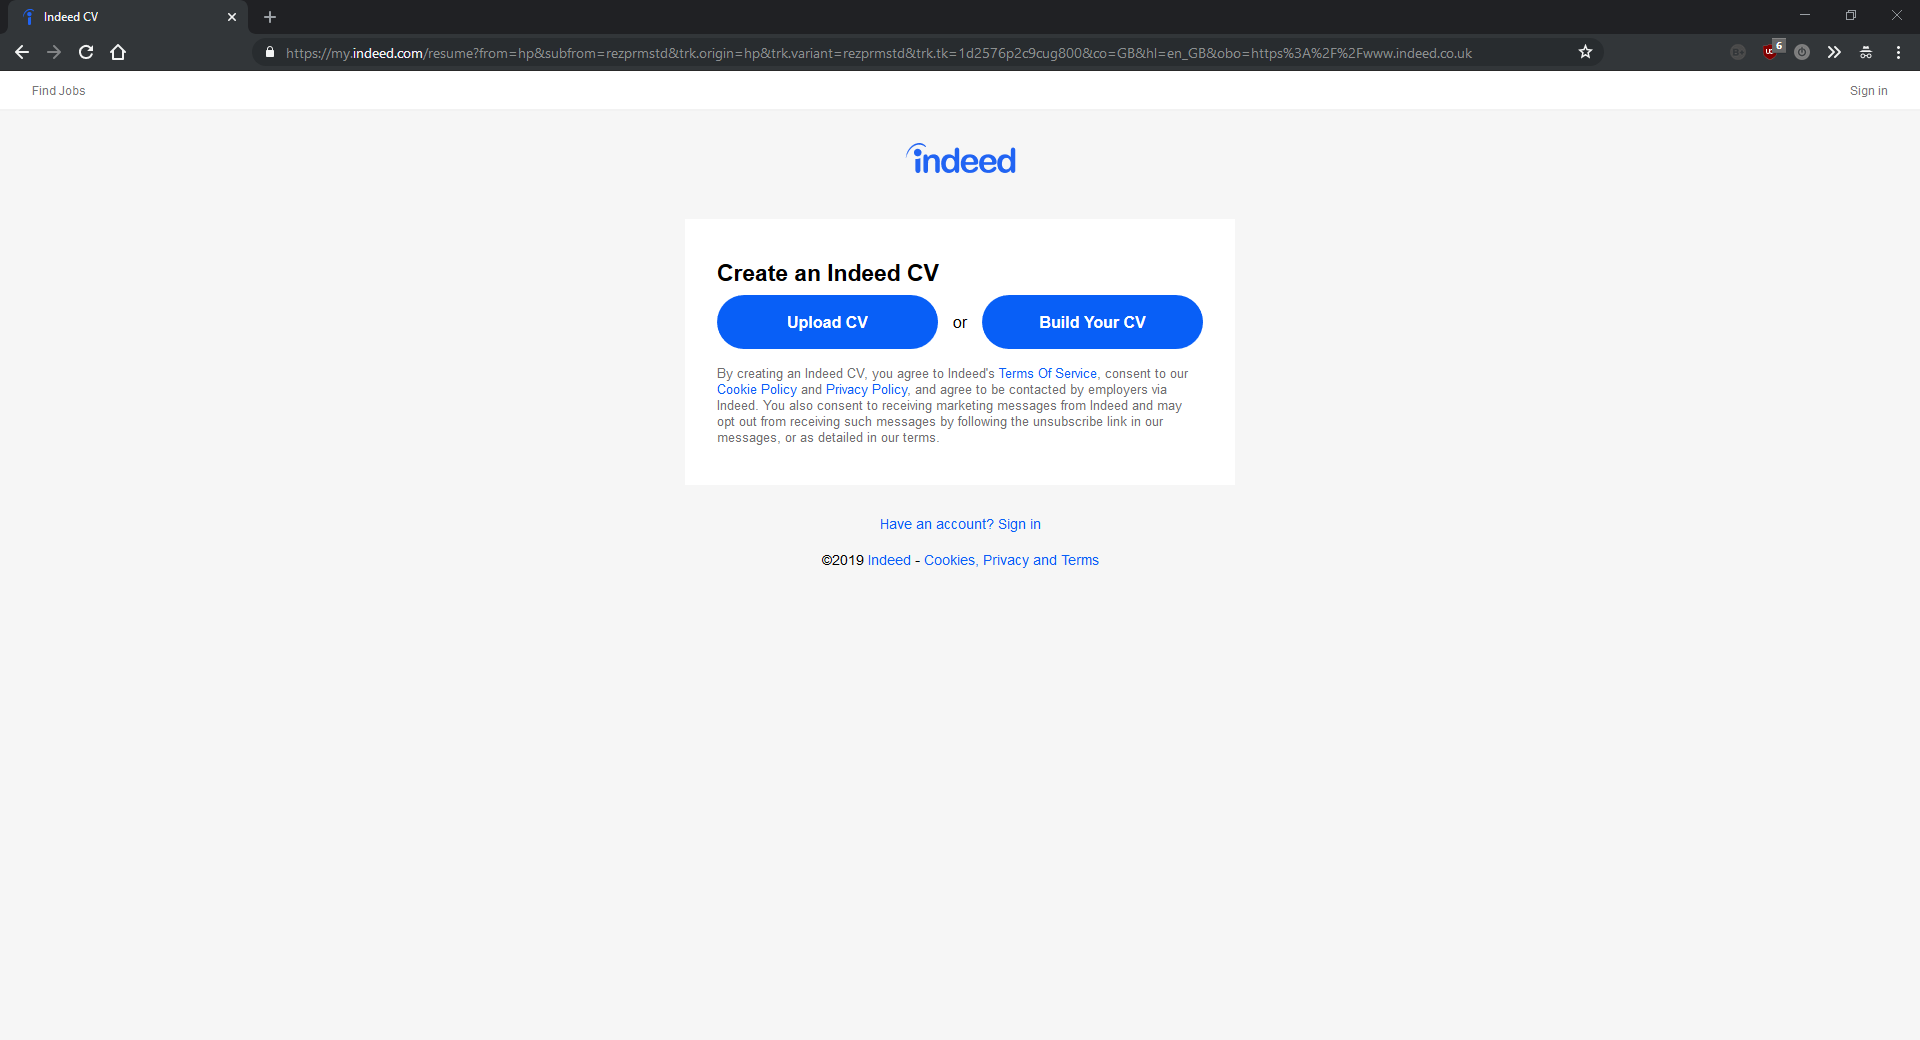 Indeed CV
https://my.indeed.com/resume?from=hp&subfrom=rezprmstd&trk.origin=hp&trk.variant=rezprmstd&trk.tk=1d2576p2c9cug800&co=GB&hl=en_GB&obo=https%3A%2F%2Fwww.indeed.co.uk
6
Find Jobs
Sign in
indeed
Create an Indeed CV
Upload CV or Build Your CV
By creating an Indeed CV, you agree to Indeed's Terms Of Service, consent to our
Cookie Policy and Privacy Policy, and agree to be contacted by employers via
Indeed. You also consent to receiving marketing messages from Indeed and may
opt out from receiving such messages by following the unsubscribe link in our
messages, or as detailed in our terms.
Have an account? Sign in
©2019 Indeed - Cookies, Privacy and Terms